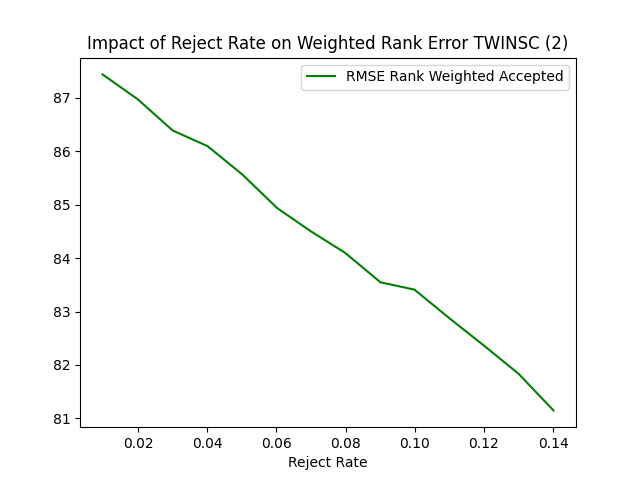 Impact of Reject Rate on Weighted Rank Error TWINSC (2)
RMSE Rank Weighted Accepted
87
86
85
84
83
82
81
0.02 0.04 0.06 0.08 0.10 0.12 0.14
Reject Rate